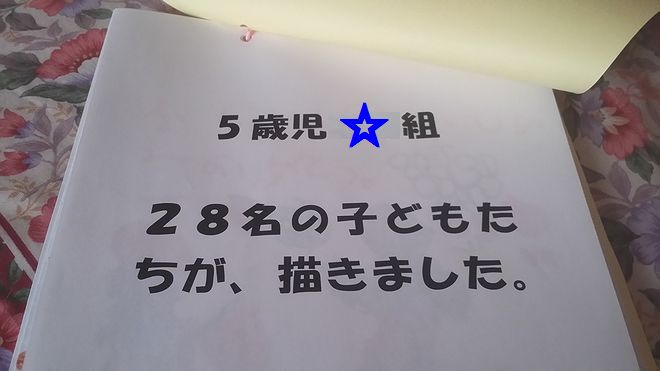 ５歳児 組
２８名の子どもた
ちが、描きました。